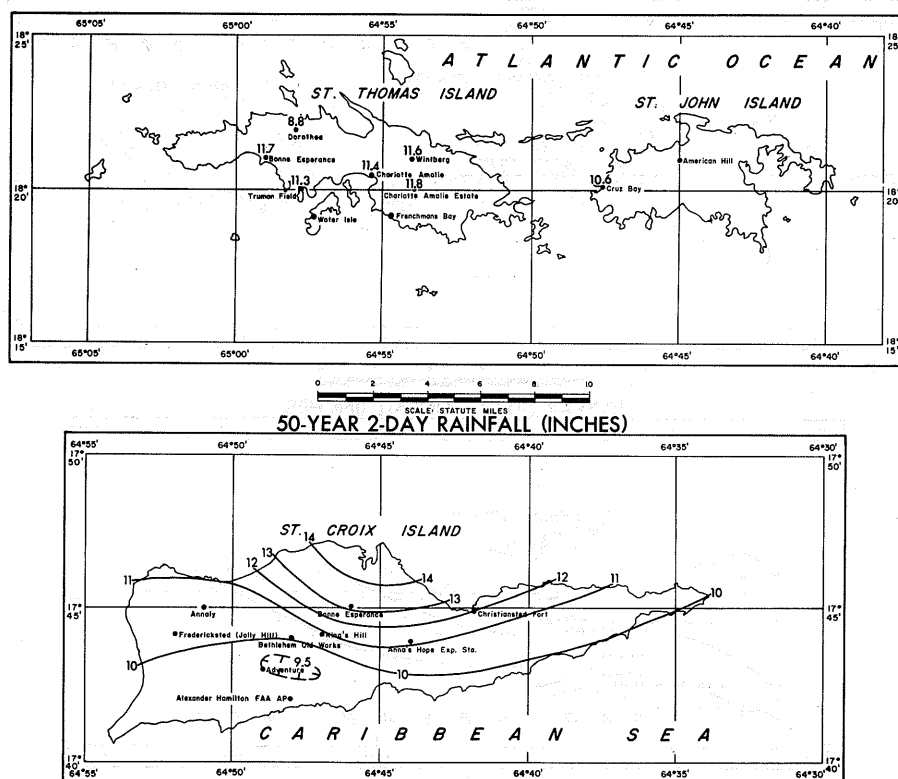 65°05' 65°00' 64°55' 64°50' 64°45' 64°40'
18° 25' 18° 25'
ATLANTIC OCEAN
ST. THOMAS ISLAND ST. JOHN ISLAND
8.8
Dorothea
11.7 Bonne Esperance
11.6 Wintberg
American Hill
11.4 Charlotte Amalie
18° 20' 18° 20'
11.3 Truman Field
11.8 Charlotte Amalie Estate
10.6 Cruz Bay
Water Isle
Frenchmans Bay
18° 15' 18° 15'
65°05' 65°00' 64°55' 64°50' 64°45' 64°40'
0 2 4 6 8 10
SCALE: STATUTE MILES
50-YEAR 2-DAY RAINFALL (INCHES)
64°55' 64°50' 64°45' 64°40' 64°35' 64°30'
17° 50' 17° 50'
ST. CROIX ISLAND
14
13
12
11
14
12
11
10
13
17° 45' 17° 45'
Annaly
Bonne Esperance
Christiansted Fort
Fredericksted (Jolly Hill)
King's Hill
Bethlehem Old Works
Anna's Hope Exp. Sta.
10
9.5
Adventure
10
Alexander Hamilton FAA AP
CARIBBEAN SEA
17° 40' 17° 40'
64°55' 64°50' 64°45' 64°40' 64°35' 64°30'